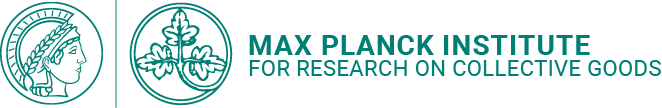 MAX PLANCK INSTITUTE
FOR RESEARCH ON COLLECTIVE GOODS